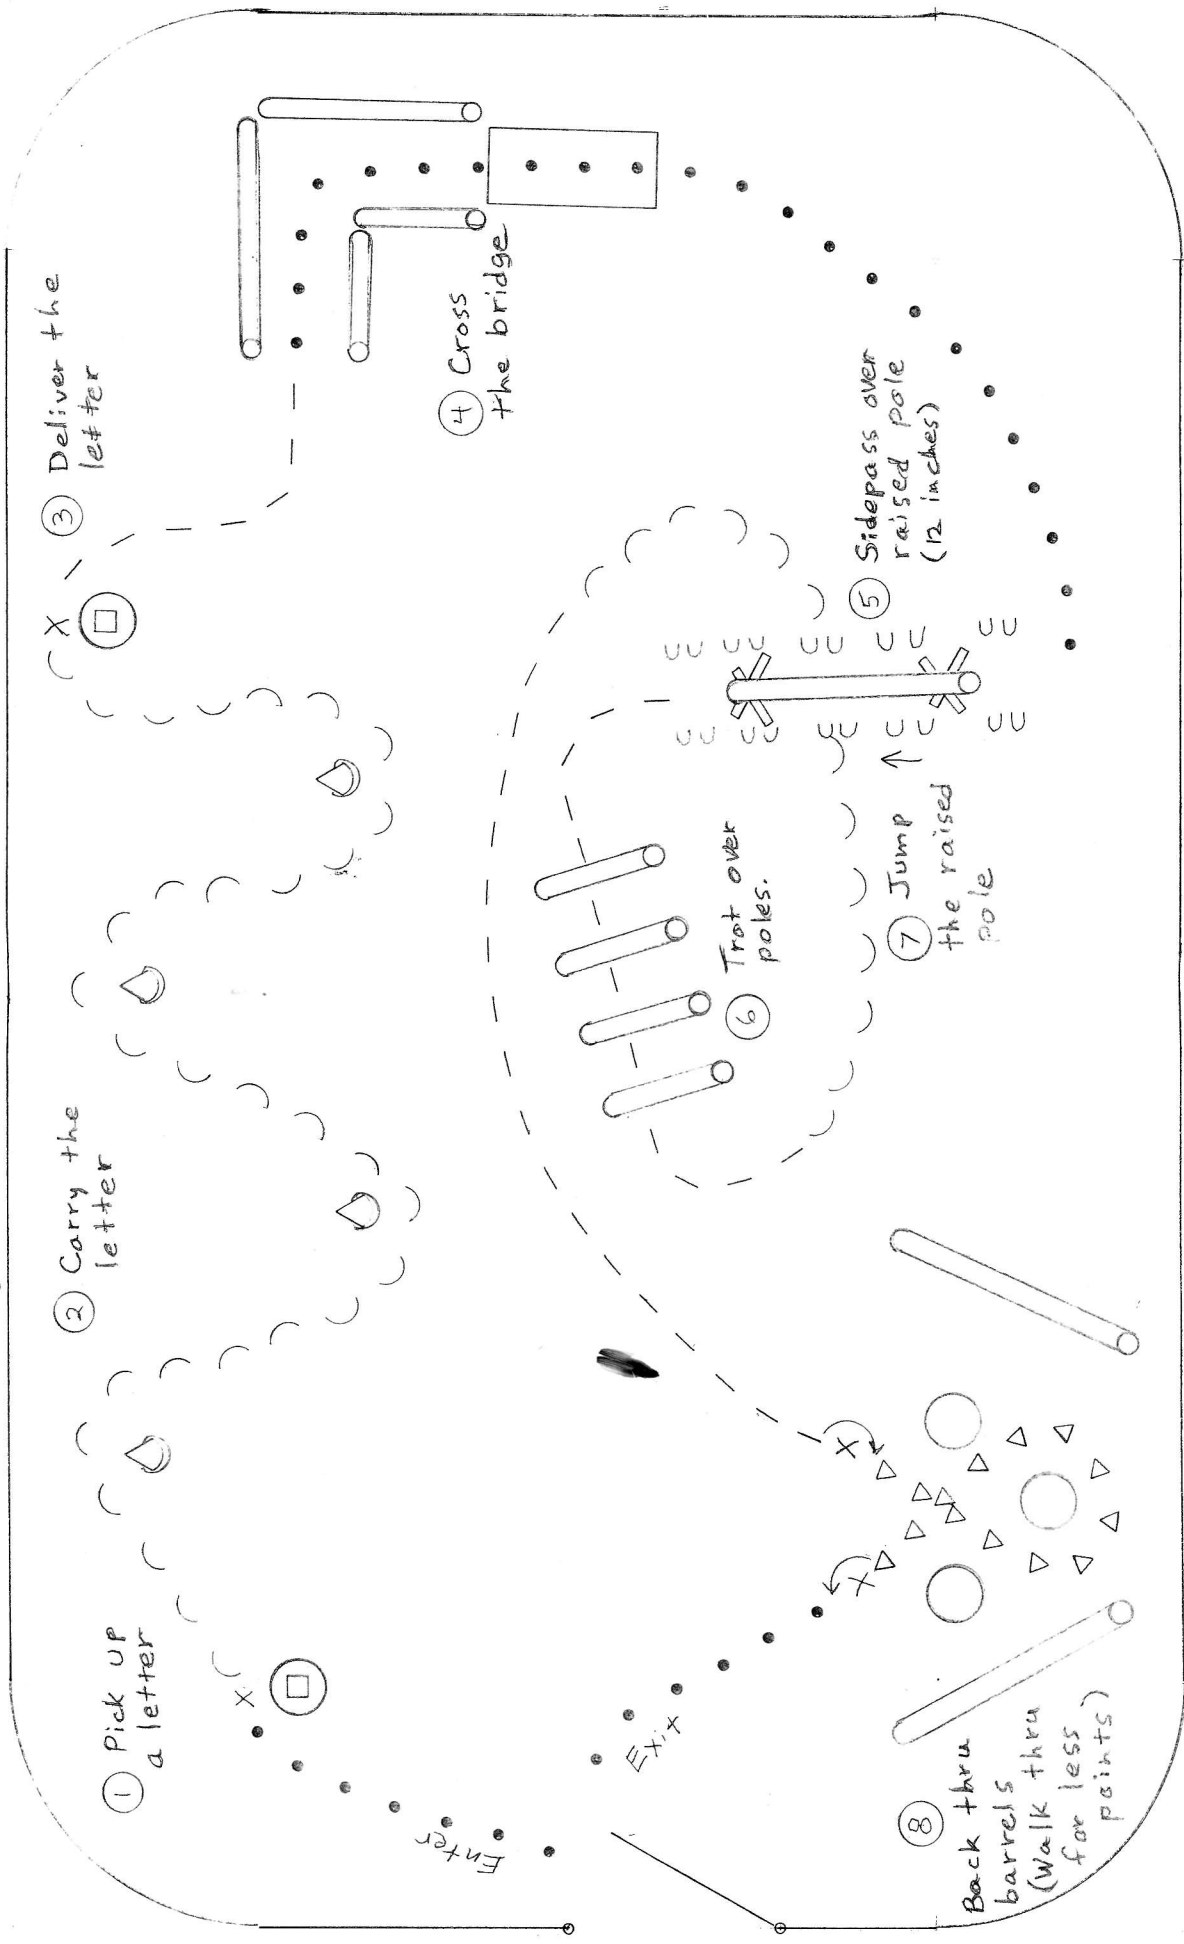 Enter
① Pick up
a letter
② Carry the
letter
③ Deliver the
letter
④ Cross
the bridge
⑤ Sidepass over
raised pole
(12 inches)
⑥ Trot over
poles.
⑦ Jump
the raised
pole
⑧
Back thru
barrels
(Walk thru
for less
points)
Exit